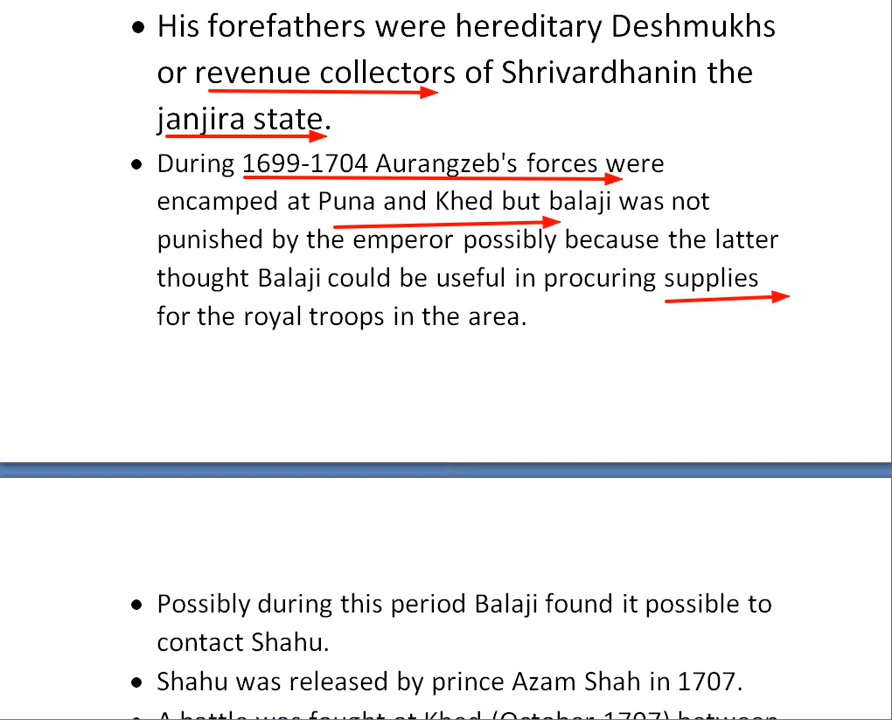 • His forefathers were hereditary Deshmukhs
or revenue collectors of Shrivardhanin the
janjira state.
• During 1699-1704 Aurangzeb's forces were
encamped at Puna and Khed but balaji was not
punished by the emperor possibly because the latter
thought Balaji could be useful in procuring supplies
for the royal troops in the area.
• Possibly during this period Balaji found it possible to
contact Shahu.
• Shahu was released by prince Azam Shah in 1707.
• A battle was fought at Khed (October 1707) between